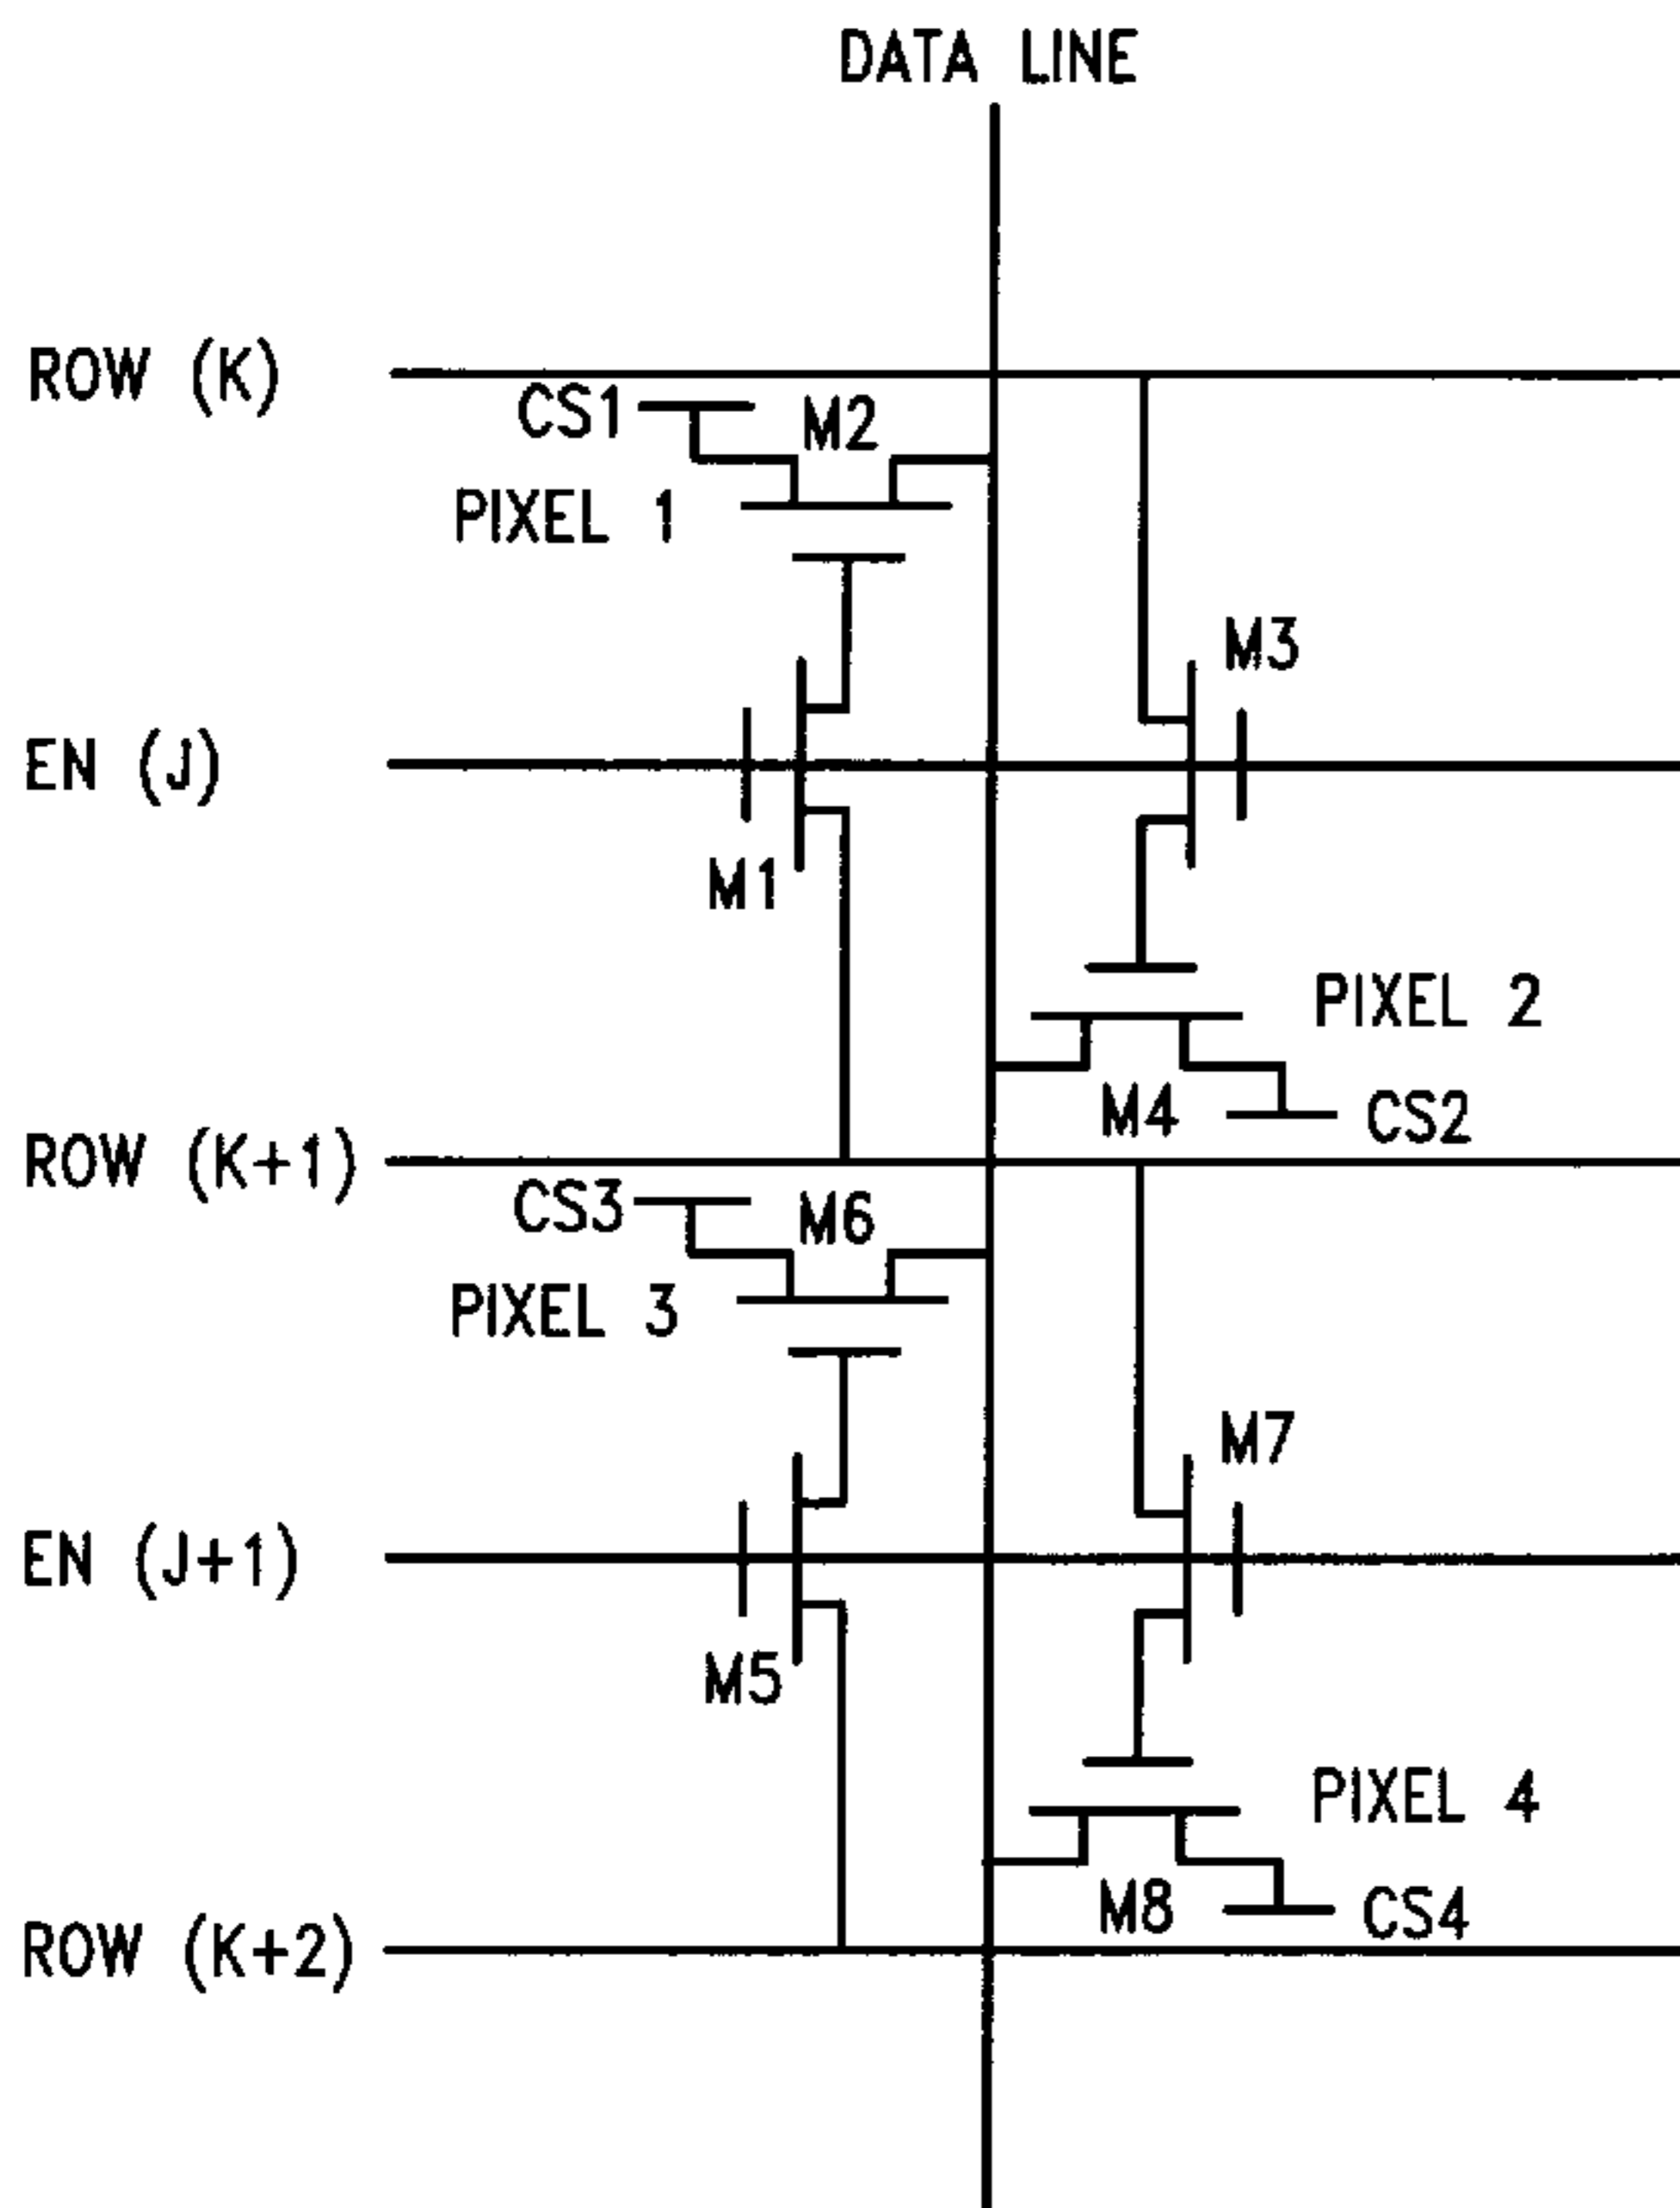 DATA LINE
ROW (K)
CS1
M2
PIXEL 1
M3
EN (J)
M1
PIXEL 2
M4
CS2
ROW (K+1)
CS3
M6
PIXEL 3
M7
EN (J+1)
M5
PIXEL 4
M8
CS4
ROW (K+2)